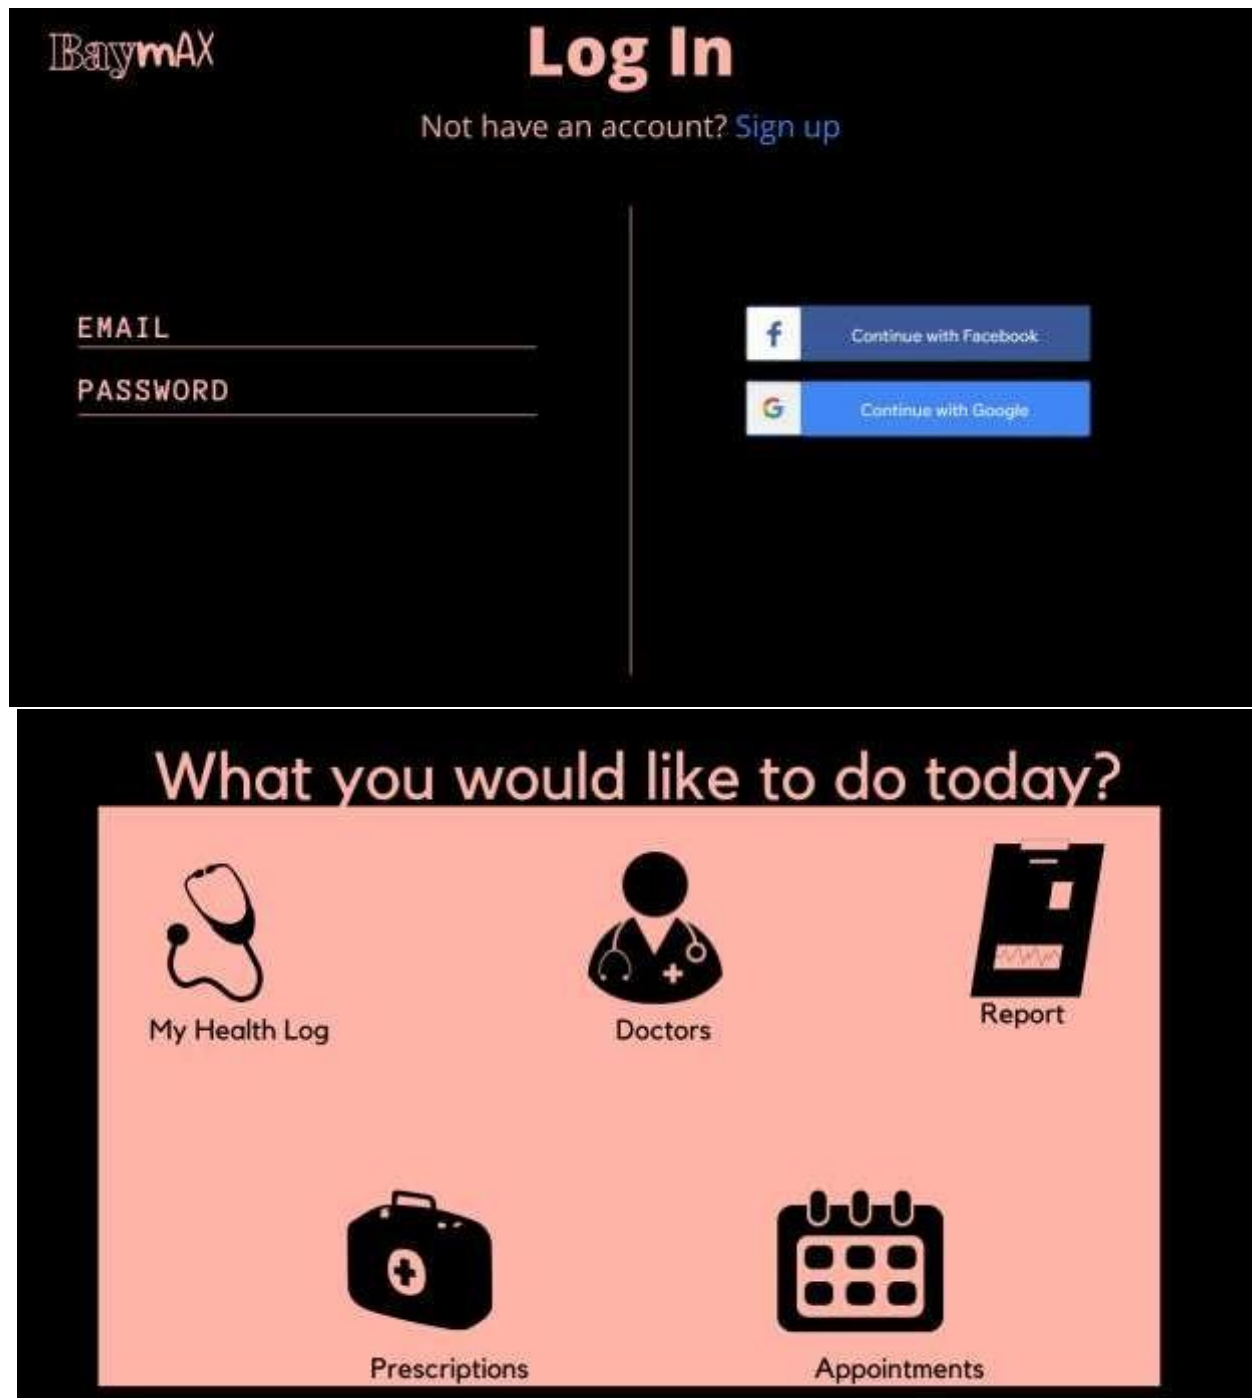 BaymAX
Log In
Not have an account? Sign up
EMAIL
PASSWORD
f Continue with Facebook
G Continue with Google
What you would like to do today?
My Health Log
Doctors
Report
Prescriptions
Appointments